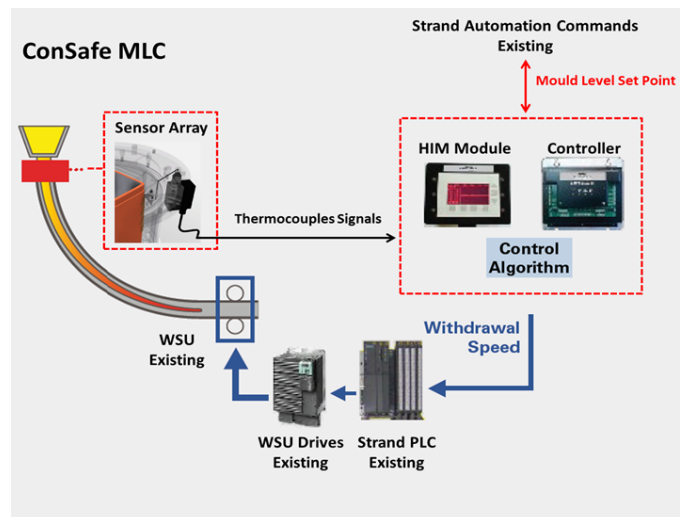 Strand Automation Commands
Existing
ConSafe MLC
Mould Level Set Point
Sensor Array
HIM Module
Controller
Thermocouples Signals
Control
Algorithm
Withdrawal
Speed
WSU
Existing
WSU Drives
Existing
Strand PLC
Existing